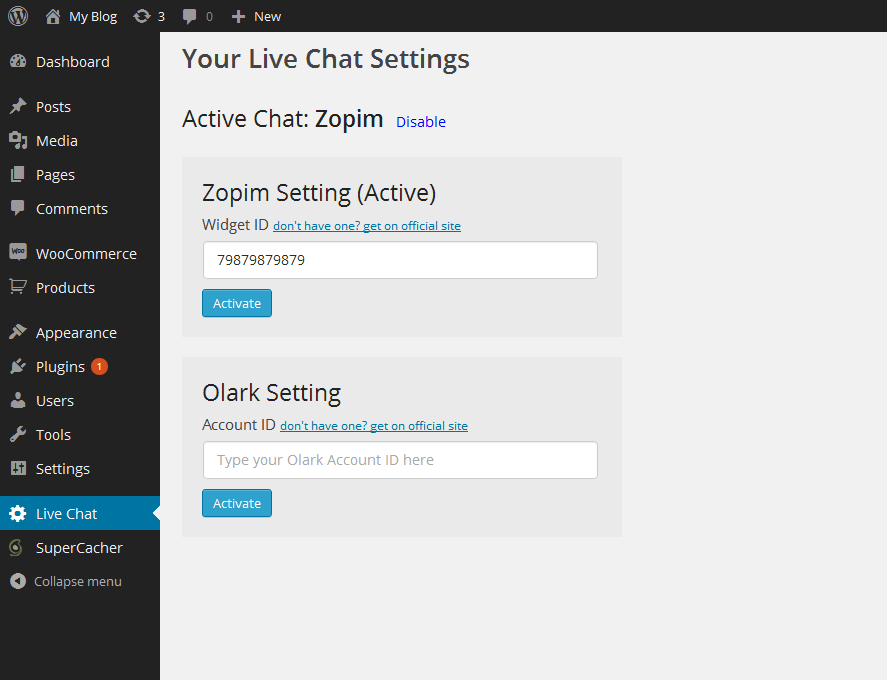 My Blog 3 0 New
Dashboard
Posts
Media
Pages
Comments
WooCommerce
Products
Appearance
Plugins 1
Users
Tools
Settings
Live Chat
SuperCacher
Collapse menu
Your Live Chat Settings
Active Chat: Zopim Disable
Zopim Setting (Active)
Widget ID don't have one? get on official site
79879879879
Activate
Olark Setting
Account ID don't have one? get on official site
Type your Olark Account ID here
Activate